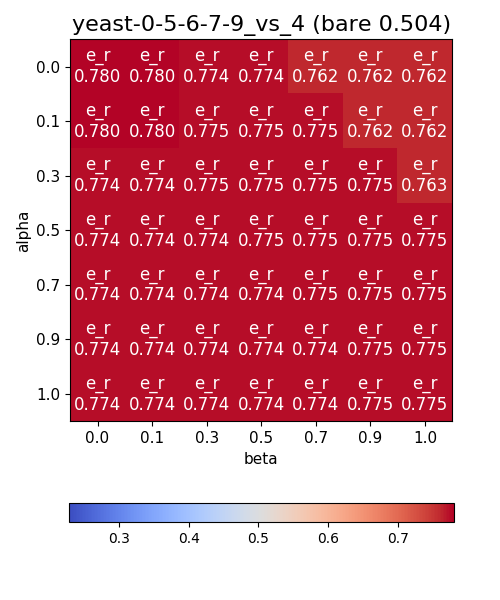 yeast-0-5-6-7-9_vs_4 (bare 0.504)
e_r e_r e_r e_r e_r e_r e_r
0.0 0.780 0.780 0.774 0.774 0.762 0.762 0.762
e_r e_r e_r e_r e_r e_r e_r
0.1 0.780 0.780 0.775 0.775 0.775 0.762 0.762
e_r e_r e_r e_r e_r e_r e_r
0.3 0.774 0.774 0.775 0.775 0.775 0.775 0.763
e_r e_r e_r e_r e_r e_r e_r
0.5 0.774 0.774 0.774 0.775 0.775 0.775 0.775
e_r e_r e_r e_r e_r e_r e_r
0.7 0.774 0.774 0.774 0.774 0.775 0.775 0.775
e_r e_r e_r e_r e_r e_r e_r
0.9 0.774 0.774 0.774 0.774 0.774 0.775 0.775
e_r e_r e_r e_r e_r e_r e_r
1.0 0.774 0.774 0.774 0.774 0.774 0.775 0.775
alpha
0.0 0.1 0.3 0.5 0.7 0.9 1.0
beta
0.3 0.4 0.5 0.6 0.7